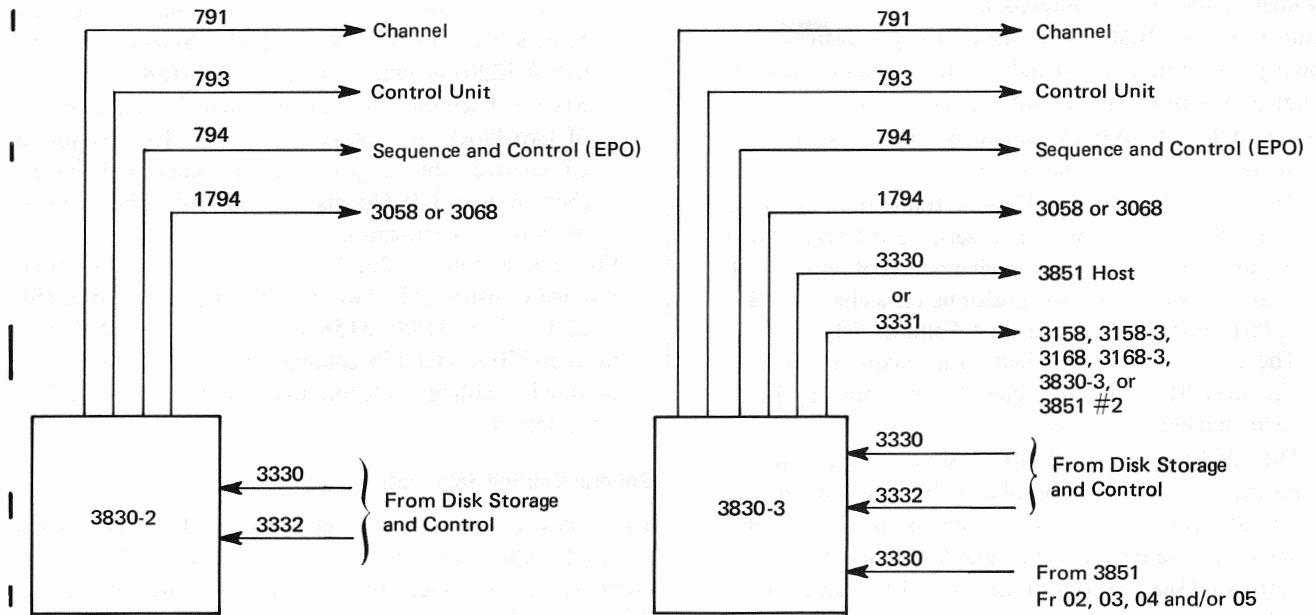 791
Channel
793
Control Unit
794
Sequence and Control (EPO)
1794
3058 or 3068
3830-2
3330
3332
From Disk Storage
and Control
791
Channel
793
Control Unit
794
Sequence and Control (EPO)
1794
3058 or 3068
3330
3851 Host
or
3331
3158, 3158-3,
3168, 3168-3,
3830-3, or
3851 #2
3830-3
3330
3332
From Disk Storage
and Control
3330
From 3851
Fr 02, 03, 04 and/or 05